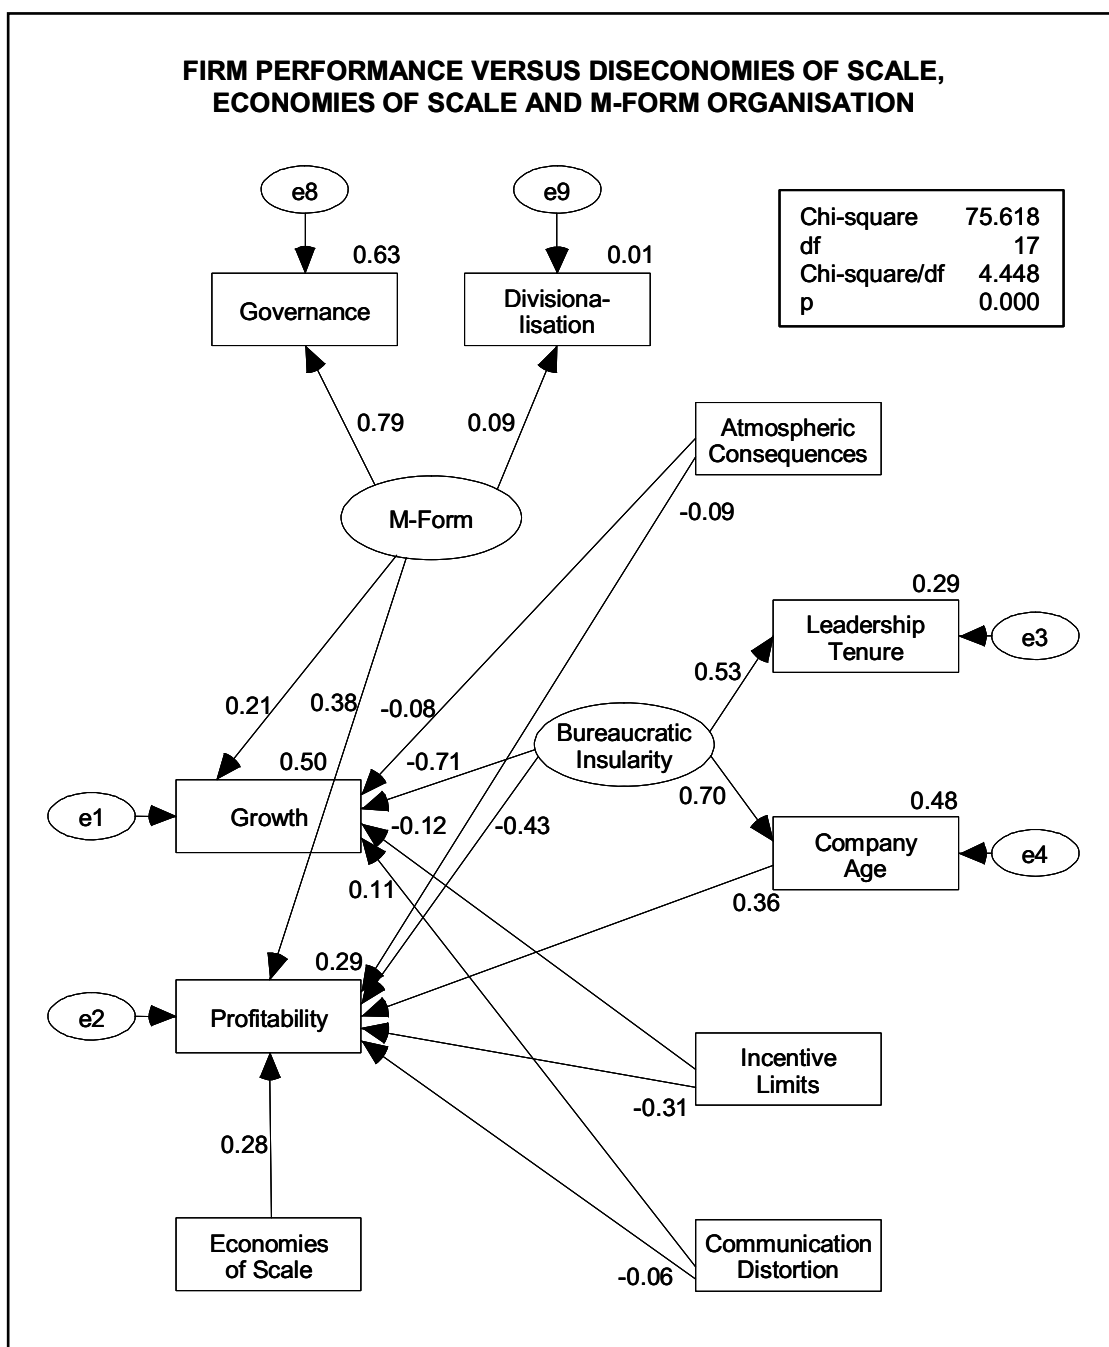 FIRM PERFORMANCE VERSUS DISECONOMIES OF SCALE,
ECONOMIES OF SCALE AND M-FORM ORGANISATION
e8
e9
Chi-square 75.618
df 17
Chi-square/df 4.448
p 0.000
0.63
0.01
Governance
Divisiona-
lisation
0.79
0.09
Atmospheric
Consequences
-0.09
M-Form
0.29
Leadership
Tenure
e3
0.53
0.21
0.38
-0.08
Bureaucratic
Insularity
0.50
-0.71
0.70
0.48
e1
Growth
-0.12
-0.43
Company
Age
e4
0.11
0.36
0.29
e2
Profitability
Incentive
Limits
-0.31
0.28
Economies
of Scale
Communication
Distortion
-0.06